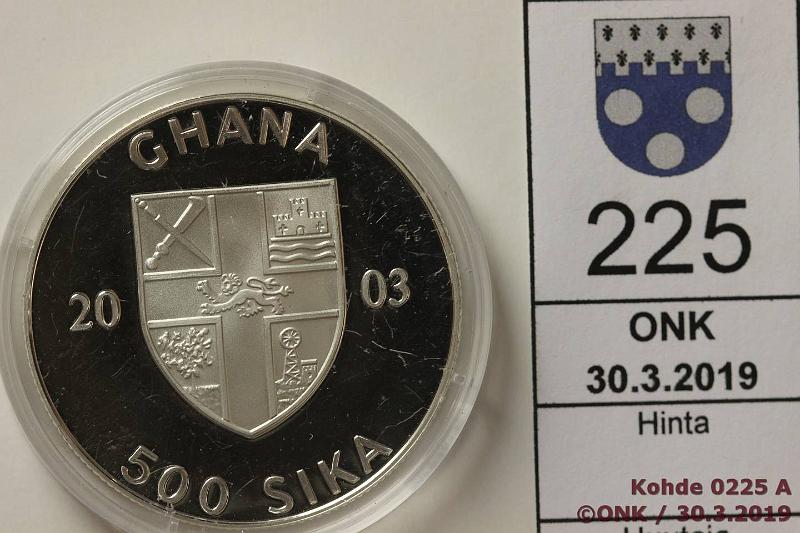 GHANA
20 03
500 SIKA
225
ONK
30.3.2019
Hinta
Kohde 0225 A
©ONK / 30.3.2019